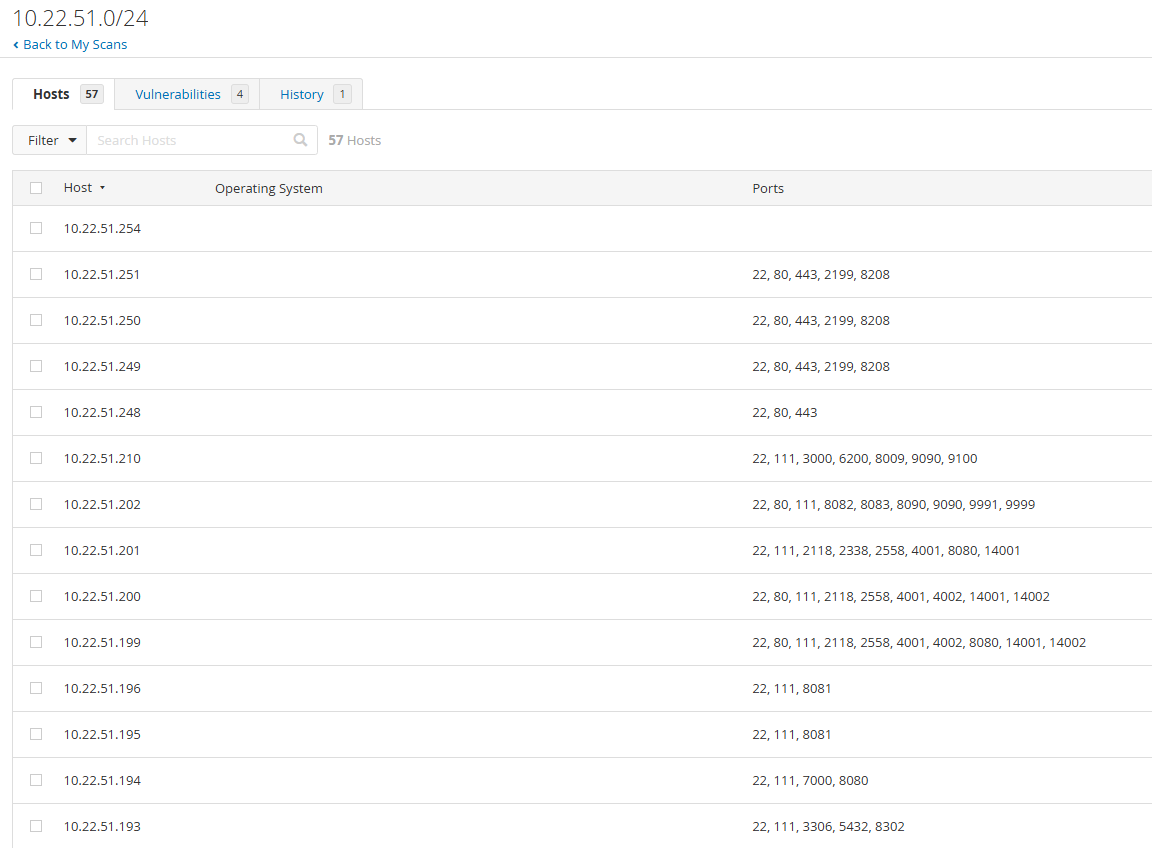 10.22.51.0/24
‹ Back to My Scans
Hosts 57 Vulnerabilities 4 History 1
Filter Search Hosts 57 Hosts
Host Operating System Ports
10.22.51.254
10.22.51.251 22, 80, 443, 2199, 8208
10.22.51.250 22, 80, 443, 2199, 8208
10.22.51.249 22, 80, 443, 2199, 8208
10.22.51.248 22, 80, 443
10.22.51.210 22, 111, 3000, 6200, 8009, 9090, 9100
10.22.51.202 22, 80, 111, 8082, 8083, 8090, 9090, 9991, 9999
10.22.51.201 22, 111, 2118, 2338, 2558, 4001, 8080, 14001
10.22.51.200 22, 80, 111, 2118, 2558, 4001, 4002, 14001, 14002
10.22.51.199 22, 80, 111, 2118, 2558, 4001, 4002, 8080, 14001, 14002
10.22.51.196 22, 111, 8081
10.22.51.195 22, 111, 8081
10.22.51.194 22, 111, 7000, 8080
10.22.51.193 22, 111, 3306, 5432, 8302